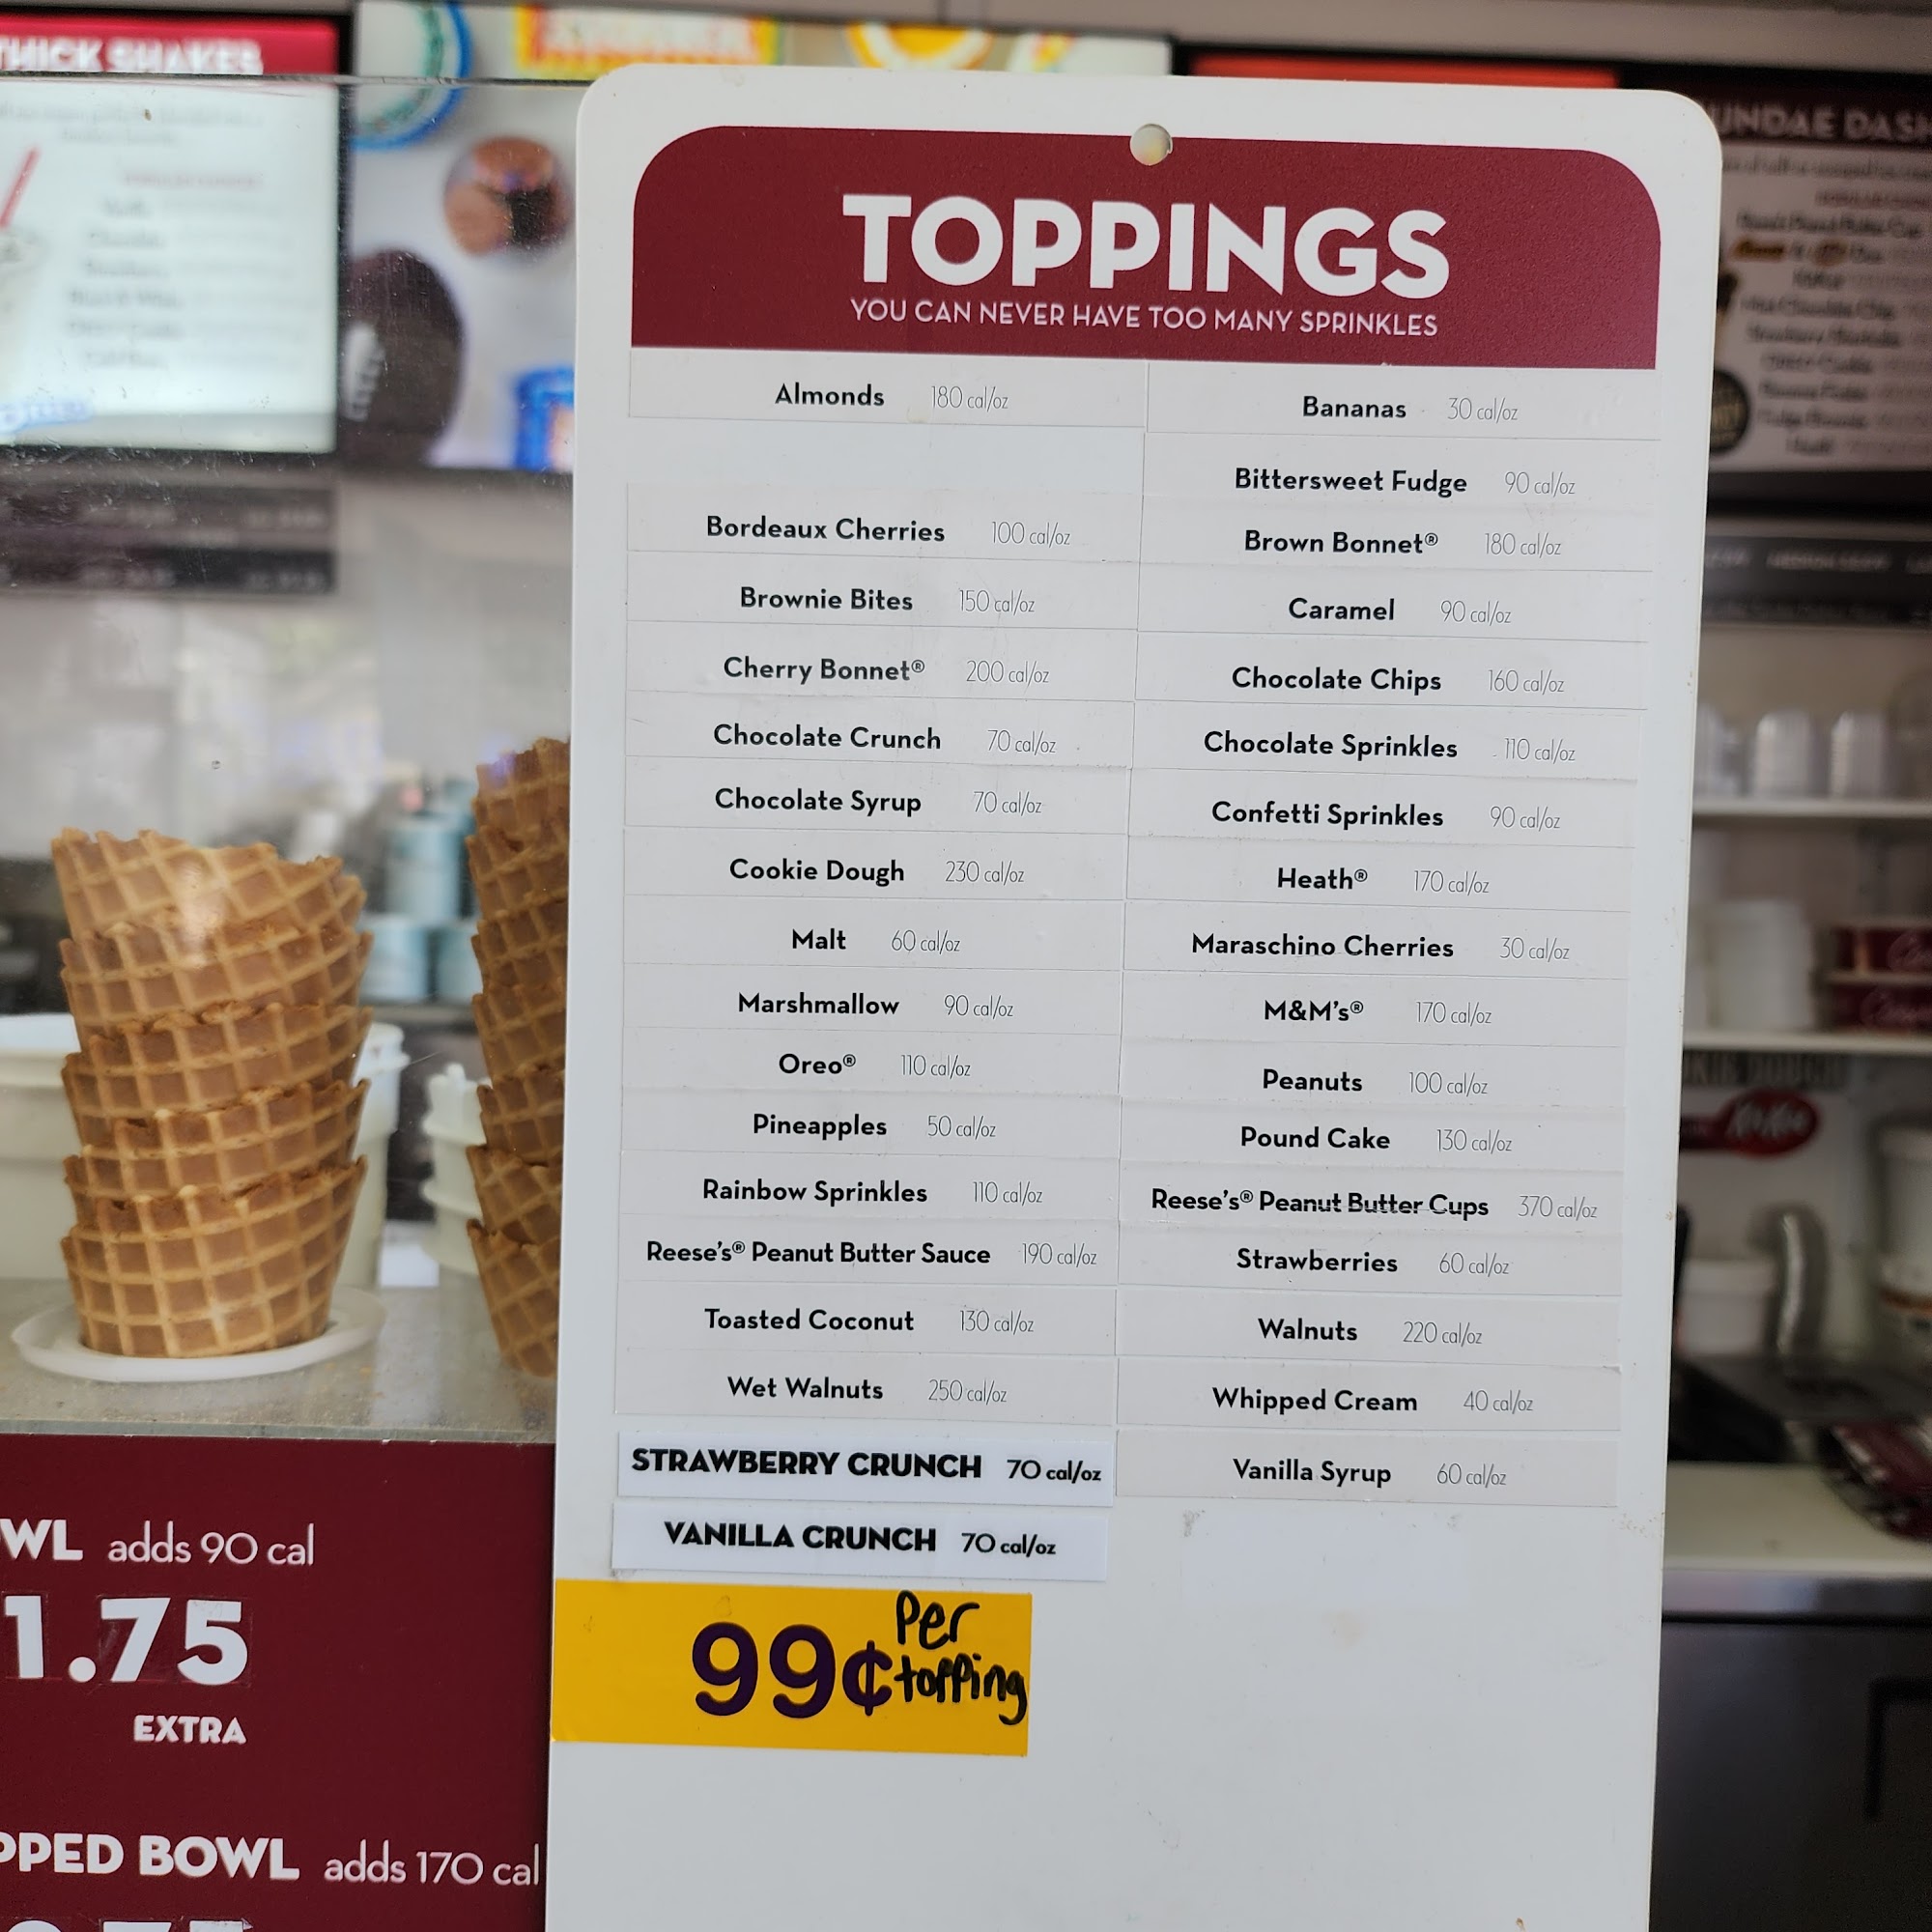 THICK SHAKES
TOPPINGS
YOU CAN NEVER HAVE TOO MANY SPRINKLES
Almonds 180 cal/oz
Bananas 30 cal/oz
Bittersweet Fudge 90 cal/oz
Bordeaux Cherries 100 cal/oz
Brown Bonnet® 180 cal/oz
Brownie Bites 150 cal/oz
Caramel 90 cal/oz
Cherry Bonnet® 200 cal/oz
Chocolate Chips 160 cal/oz
Chocolate Crunch 70 cal/oz
Chocolate Sprinkles 110 cal/oz
Chocolate Syrup 70 cal/oz
Confetti Sprinkles 90 cal/oz
Cookie Dough 230 cal/oz
Heath® 170 cal/oz
Malt 60 cal/oz
Maraschino Cherries 30 cal/oz
Marshmallow 90 cal/oz
M&M's® 170 cal/oz
Oreo® 110 cal/oz
Peanuts 100 cal/oz
Pineapples 50 cal/oz
Pound Cake 130 cal/oz
Rainbow Sprinkles 110 cal/oz
Reese's® Peanut Butter Cups 370 cal/oz
Reese's® Peanut Butter Sauce 190 cal/oz
Strawberries 60 cal/oz
Toasted Coconut 130 cal/oz
Walnuts 220 cal/oz
Wet Walnuts 250 cal/oz
Whipped Cream 40 cal/oz
STRAWBERRY CRUNCH 70 cal/oz
Vanilla Syrup 60 cal/oz
VANILLA CRUNCH 70 cal/oz
99¢ Per
topping
WL adds 90 cal
1.75
EXTRA
PPED BOWL adds 170 cal
UNDAE DASH